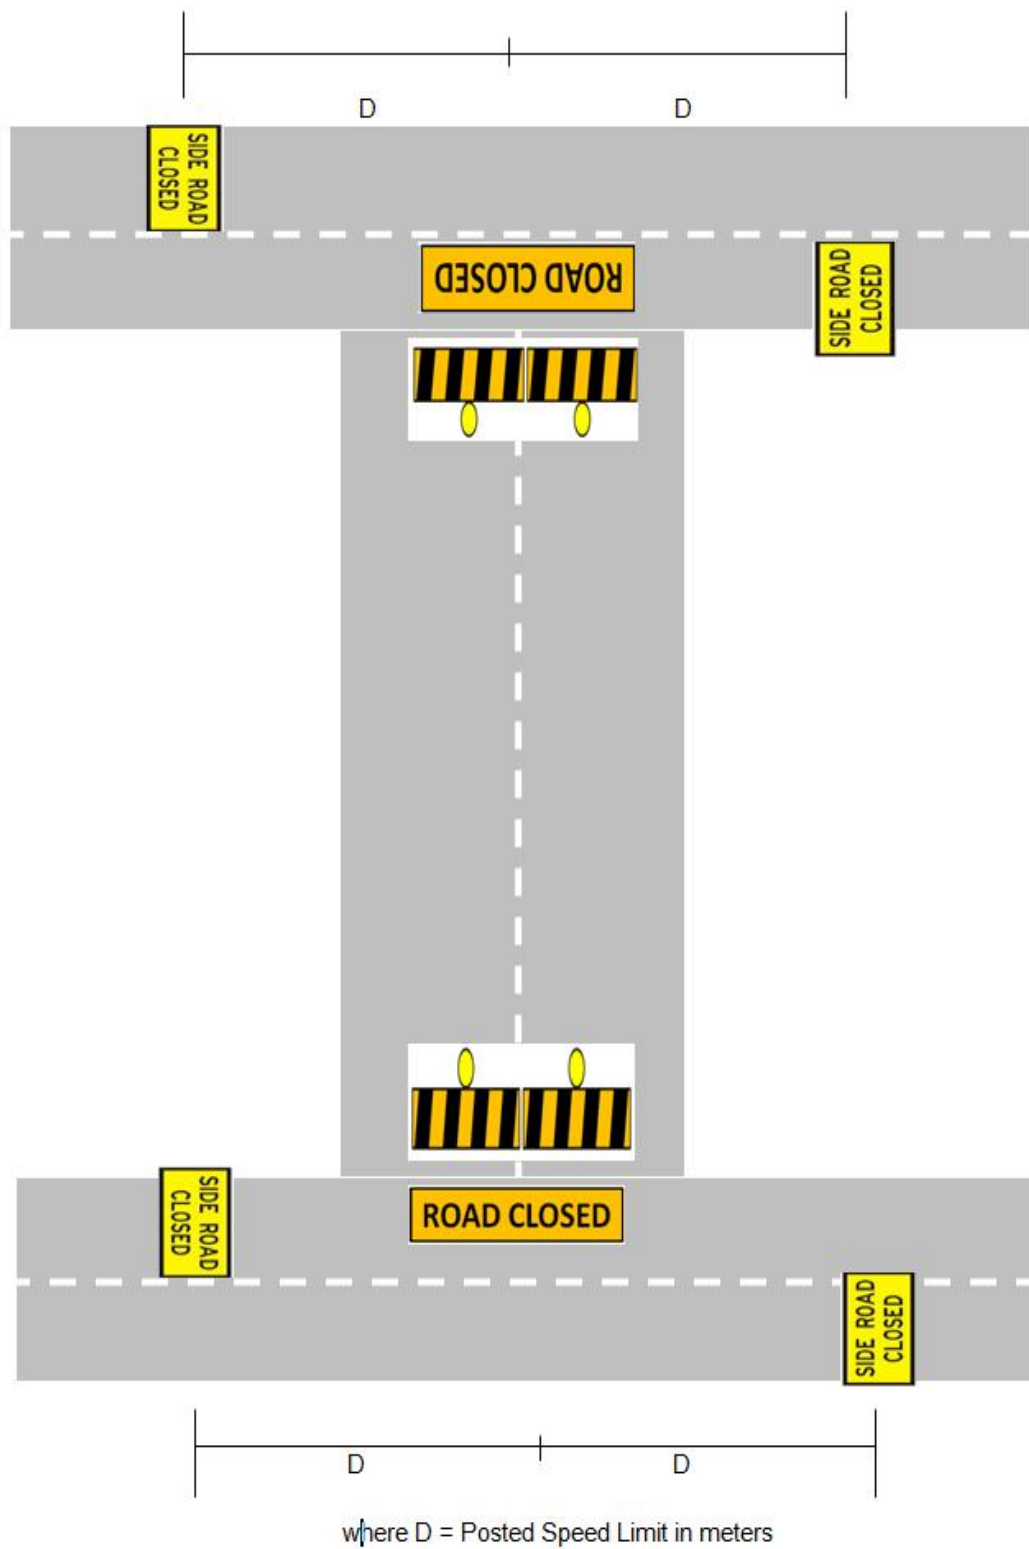 D
D
SIDE ROAD
CLOSED
ROAD CLOSED
SIDE ROAD
CLOSED
SIDE ROAD
CLOSED
ROAD CLOSED
SIDE ROAD
CLOSED
D
D
where D = Posted Speed Limit in meters